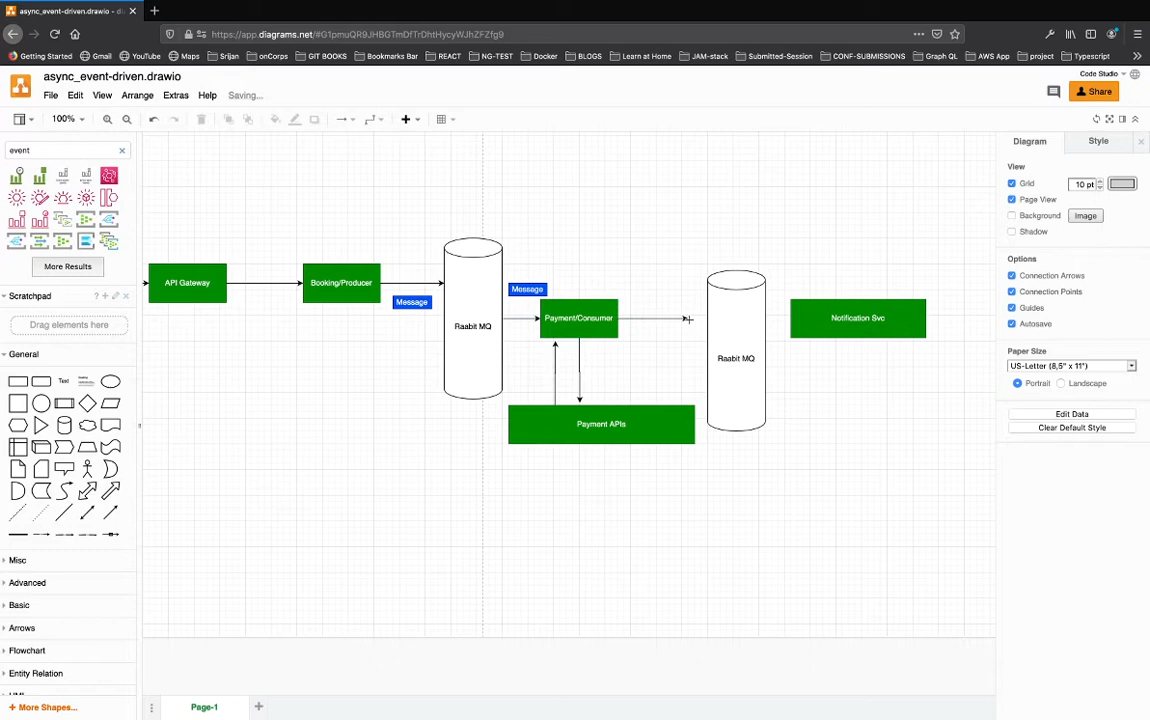 async_event-driven.drawio - di
https://app.diagrams.net/#G1pmuQR9JHBGTmDfTrDhtHycyWJhZFZfg9
Getting Started Gmail YouTube Maps Srijan onCorps GIT BOOKS Bookmarks Bar REACT NG-TEST Docker BLOGS Learn at Home JAM-stack Submitted-Session CONF-SUBMISSIONS Graph QL AWS App project Typescript
async_event-driven.drawio
Code Studio
File Edit View Arrange Extras Help Saving...
Share
100%
event
More Results
Scratchpad
Drag elements here
General
Text
Misc
Advanced
Basic
Arrows
Flowchart
Entity Relation
UML
More Shapes...
API Gateway
Booking/Producer
Message
Raabit MQ
Message
Payment/Consumer
Payment APIs
Raabit MQ
Notification Svc
Page-1
Diagram Style
View
Grid 10 pt
Page View
Background Image
Shadow
Options
Connection Arrows
Connection Points
Guides
Autosave
Paper Size
US-Letter (8,5" x 11")
Portrait Landscape
Edit Data
Clear Default Style